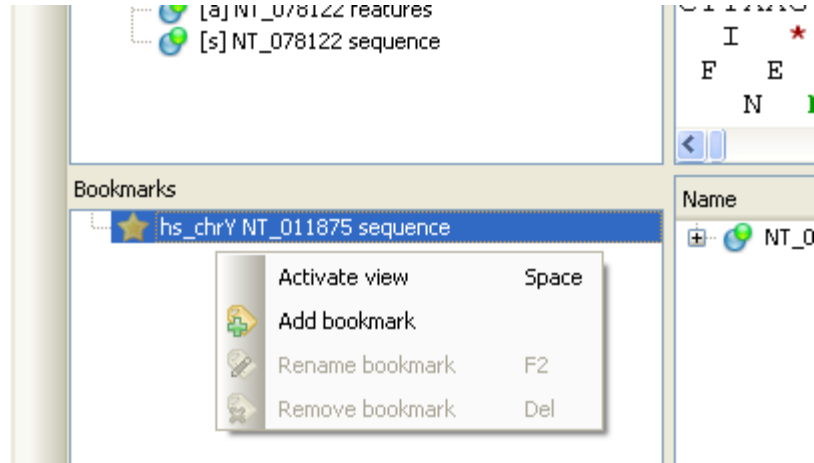 [a] NT_078122 features
[s] NT_078122 sequence
I *
F E
N
Bookmarks
hs_chrY NT_011875 sequence
Activate view Space
Add bookmark
Rename bookmark F2
Remove bookmark Del
Name
NT_0